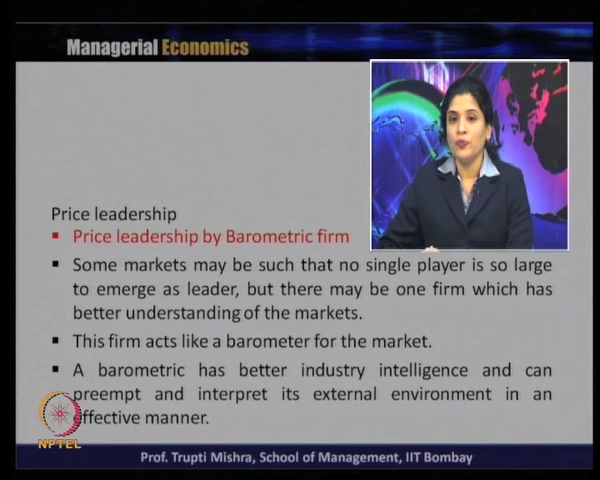 Managerial Economics
Price leadership
▪ Price leadership by Barometric firm
▪ Some markets may be such that no single player is so large
to emerge as leader, but there may be one firm which has
better understanding of the markets.
▪ This firm acts like a barometer for the market.
▪ A barometric has better industry intelligence and can
preempt and interpret its external environment in an
effective manner.
NPTEL
Prof. Trupti Mishra, School of Management, IIT Bombay